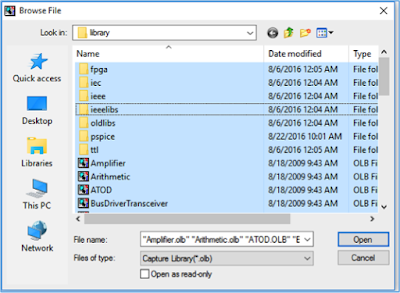 Browse File
Look in: library
Name Date modified Type
Quick access
Desktop
Libraries
This PC
Network
fpga 8/6/2016 12:05 AM File fol
iec 8/6/2016 12:04 AM File fol
ieee 8/6/2016 12:04 AM File fol
ieeelibs 8/6/2016 12:04 AM File fol
oldlibs 8/6/2016 12:04 AM File fol
pspice 8/22/2016 10:01 AM File fol
ttl 8/6/2016 12:05 AM File fol
Amplifier 8/18/2009 9:43 AM OLB Fi
Arithmetic 8/18/2009 9:43 AM OLB Fi
ATOD 8/18/2009 9:43 AM OLB Fi
BusDriverTransceiver 8/18/2009 9:43 AM OLB Fi
File name: "Amplifier.olb" "Arithmetic.olb" "ATOD.OLB" "E Open
Files of type: Capture Library(*.olb) Cancel
Open as read-only